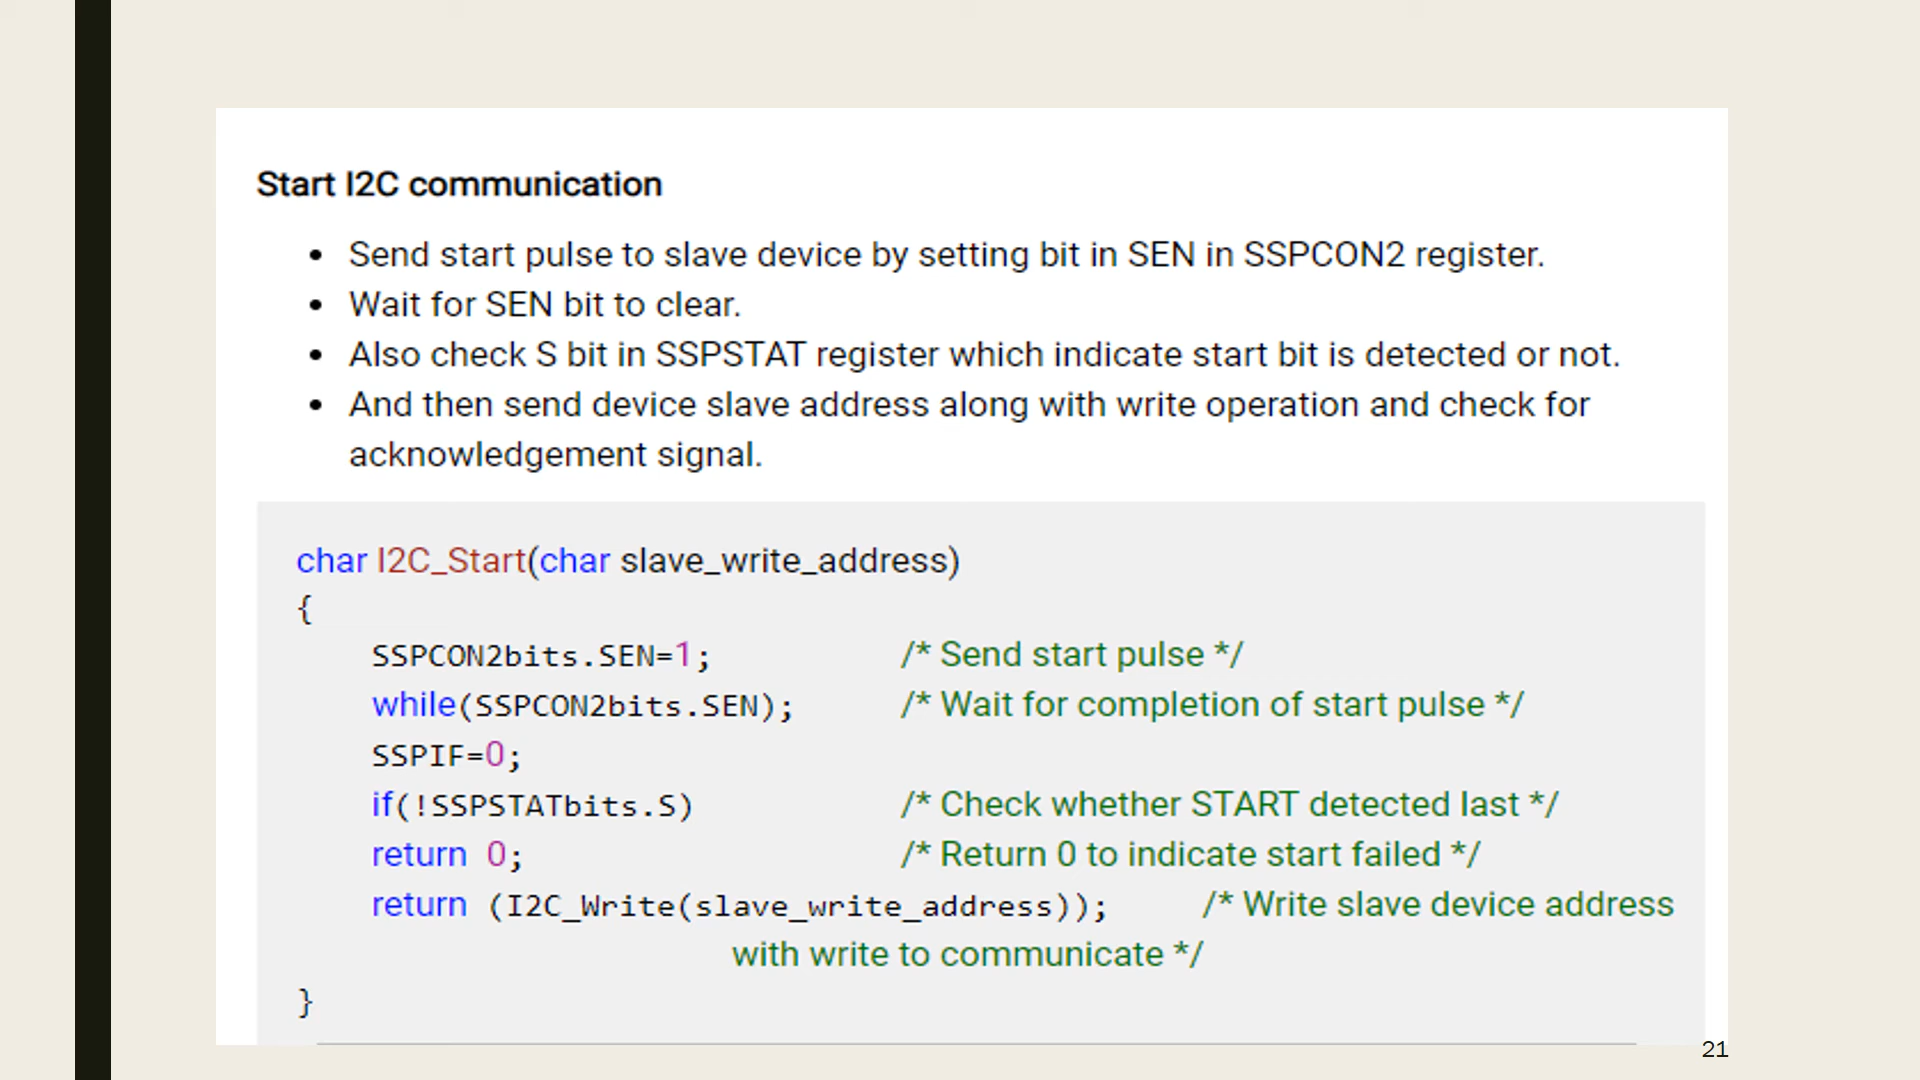 Start I2C communication
• Send start pulse to slave device by setting bit in SEN in SSPCON2 register.
• Wait for SEN bit to clear.
• Also check S bit in SSPSTAT register which indicate start bit is detected or not.
• And then send device slave address along with write operation and check for
acknowledgement signal.
char I2C_Start(char slave_write_address)
{
SSPCON2bits.SEN=1; /* Send start pulse */
while(SSPCON2bits.SEN); /* Wait for completion of start pulse */
SSPIF=0;
if(!SSPSTATbits.S) /* Check whether START detected last */
return 0; /* Return 0 to indicate start failed */
return (I2C_Write(slave_write_address)); /* Write slave device address
with write to communicate */
}
21